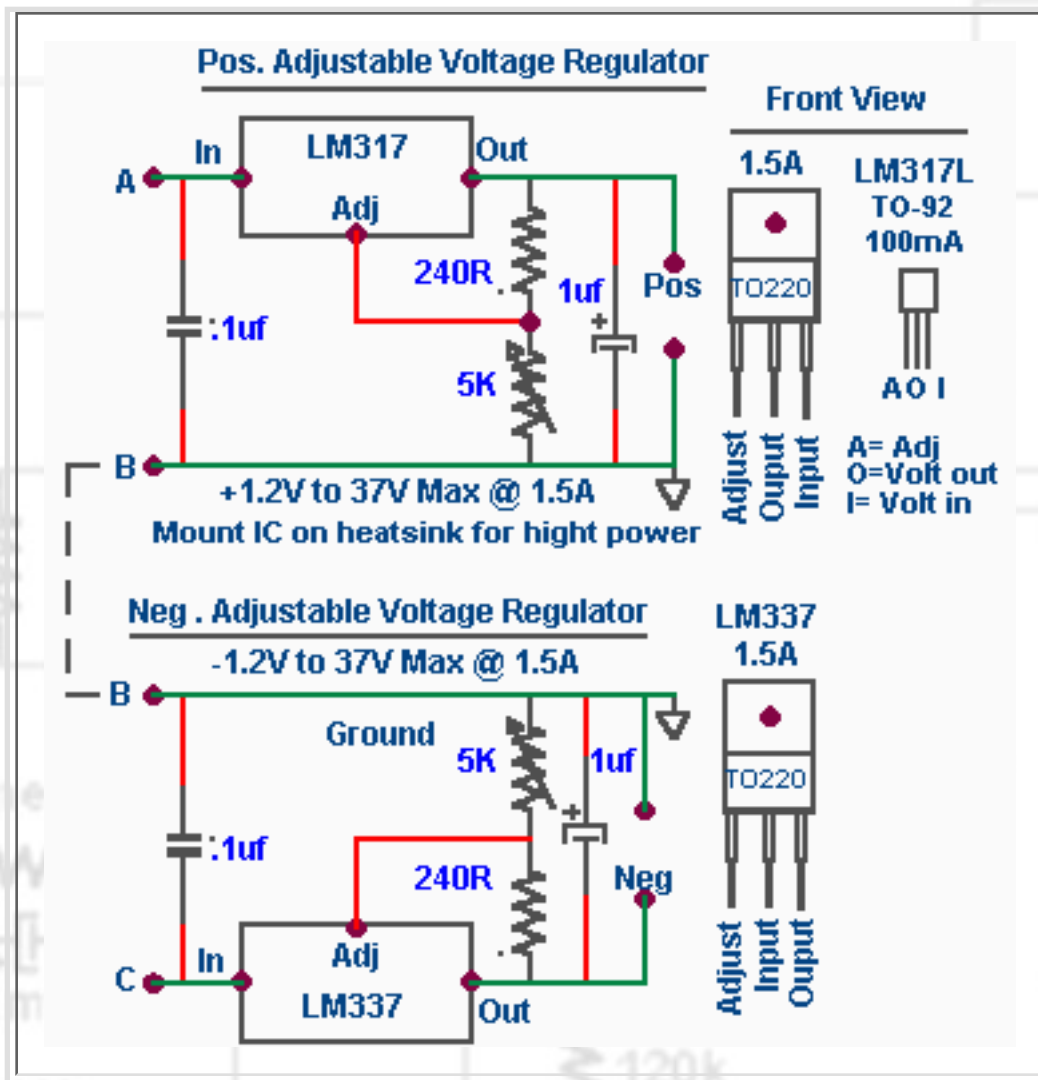 Pos. Adjustable Voltage Regulator
Front View
In
LM317
Out
Adj
A
240R
1uf
+
Pos
.1uf
5K
B
+1.2V to 37V Max @ 1.5A
Mount IC on heatsink for hight power
1.5A
TO220
Adjust
Ouput
Input
LM317L
TO-92
100mA
A O I
A= Adj
O=Volt out
I= Volt in
Neg . Adjustable Voltage Regulator
-1.2V to 37V Max @ 1.5A
B
Ground
5K
1uf
+
.1uf
240R
Neg
C
In
Adj
LM337
Out
LM337
1.5A
TO220
Adjust
Input
Ouput
120k